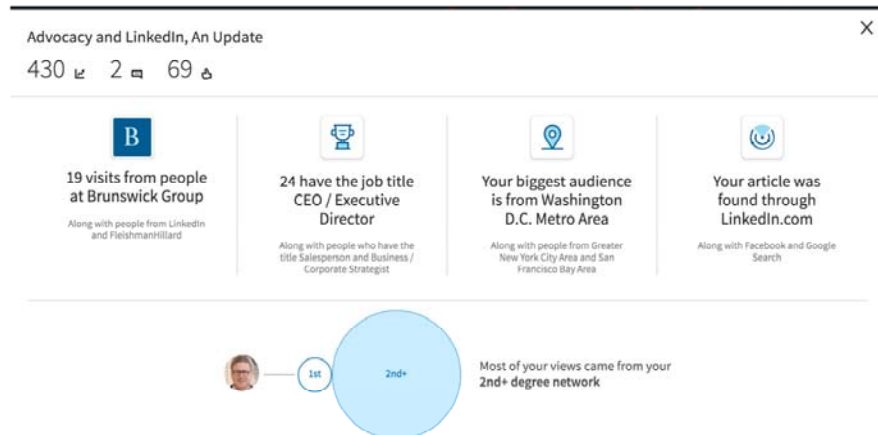 Advocacy and LinkedIn, An Update
430 2 69
B
19 visits from people
at Brunswick Group
Along with people from LinkedIn
and FleishmanHillard
24 have the job title
CEO / Executive
Director
Along with people who have the
title Salesperson and Business /
Corporate Strategist
Your biggest audience
is from Washington
D.C. Metro Area
Along with people from Greater
New York City Area and San
Francisco Bay Area
Your article was
found through
LinkedIn.com
Along with Facebook and Google
Search
1st
2nd+
Most of your views came from your
2nd+ degree network